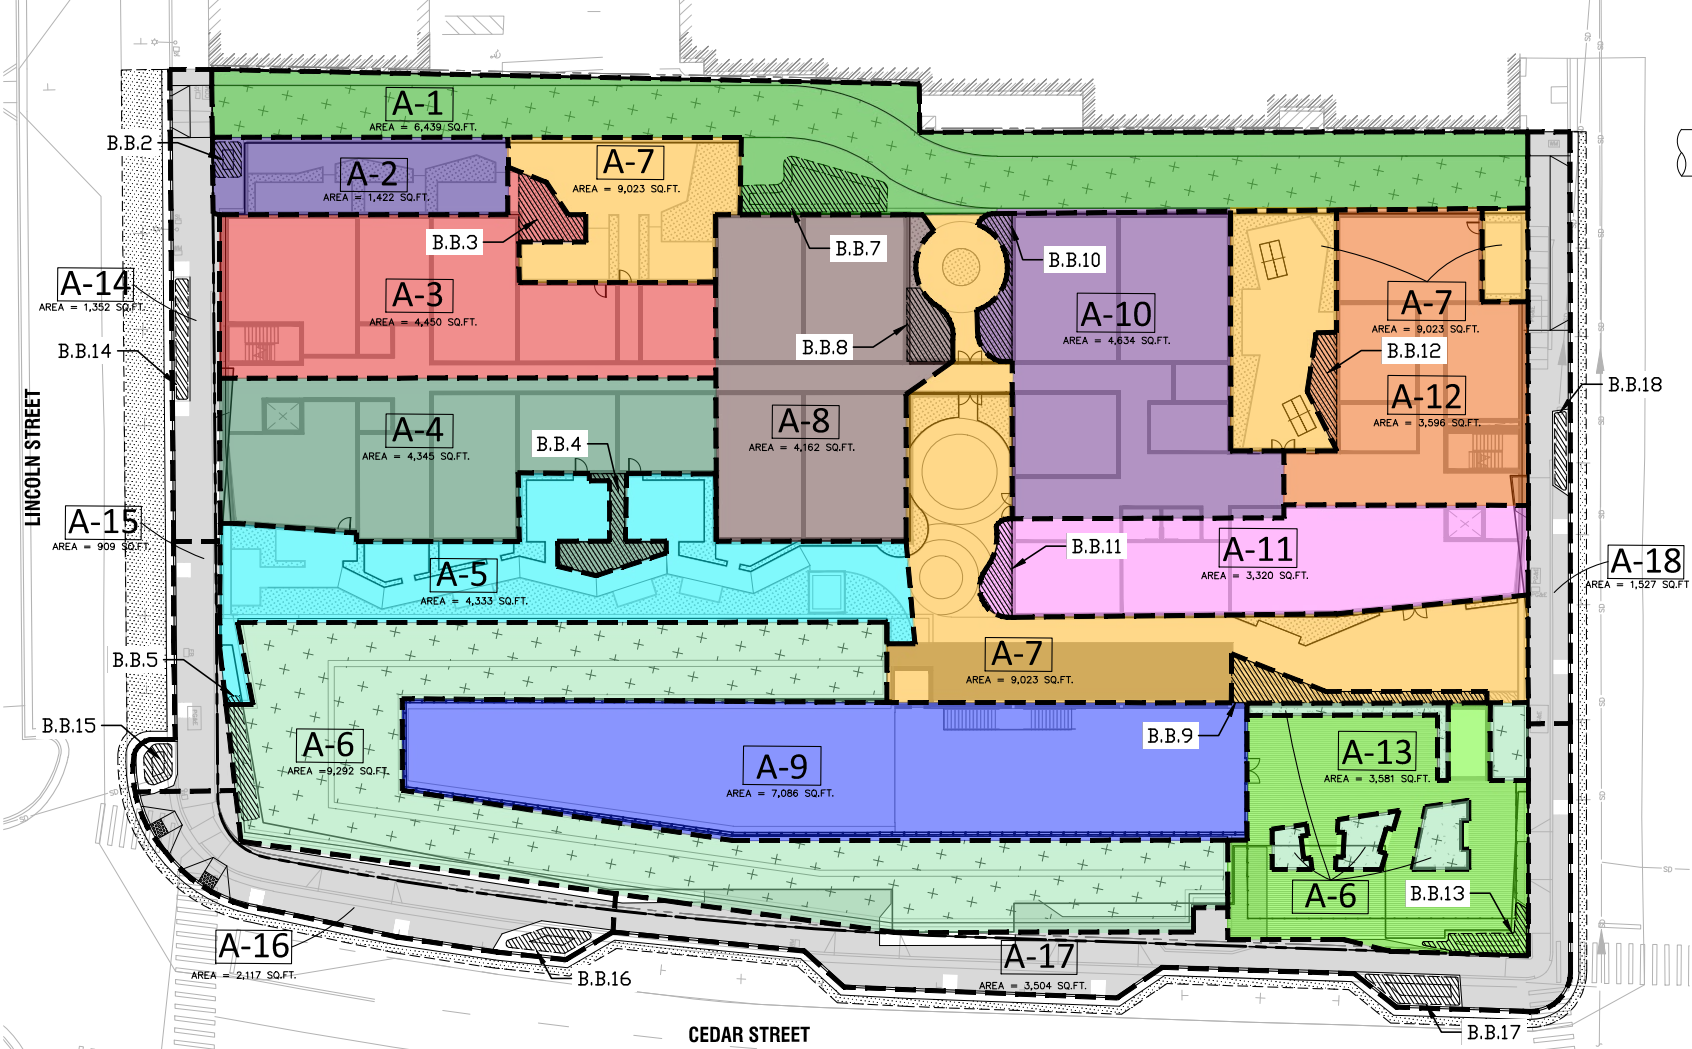 A-1
AREA = 6,439 SQ.FT.
B.B.2
A-2
AREA = 1,422 SQ.FT.
A-7
AREA = 9,023 SQ.FT.
B.B.3
B.B.7
B.B.10
A-14
AREA = 1,352 SQ.FT.
A-3
AREA = 4,450 SQ.FT.
A-10
AREA = 4,634 SQ.FT.
A-7
AREA = 9,023 SQ.FT.
B.B.14
B.B.8
B.B.12
B.B.18
A-12
AREA = 3,596 SQ.FT.
LINCOLN STREET
A-4
AREA = 4,345 SQ.FT.
B.B.4
A-8
AREA = 4,162 SQ.FT.
A-15
AREA = 909 SQ.FT.
B.B.11
A-11
AREA = 3,320 SQ.FT.
A-18
AREA = 1,527 SQ.FT
A-5
AREA = 4,333 SQ.FT.
B.B.5
A-7
AREA = 9,023 SQ.FT.
B.B.15
A-6
AREA =9,292 SQ.FT.
B.B.9
A-13
AREA = 3,581 SQ.FT.
A-9
AREA = 7,086 SQ.FT.
A-6
B.B.13
A-16
AREA = 2,117 SQ.FT.
B.B.16
A-17
AREA = 3,504 SQ.FT.
B.B.17
CEDAR STREET